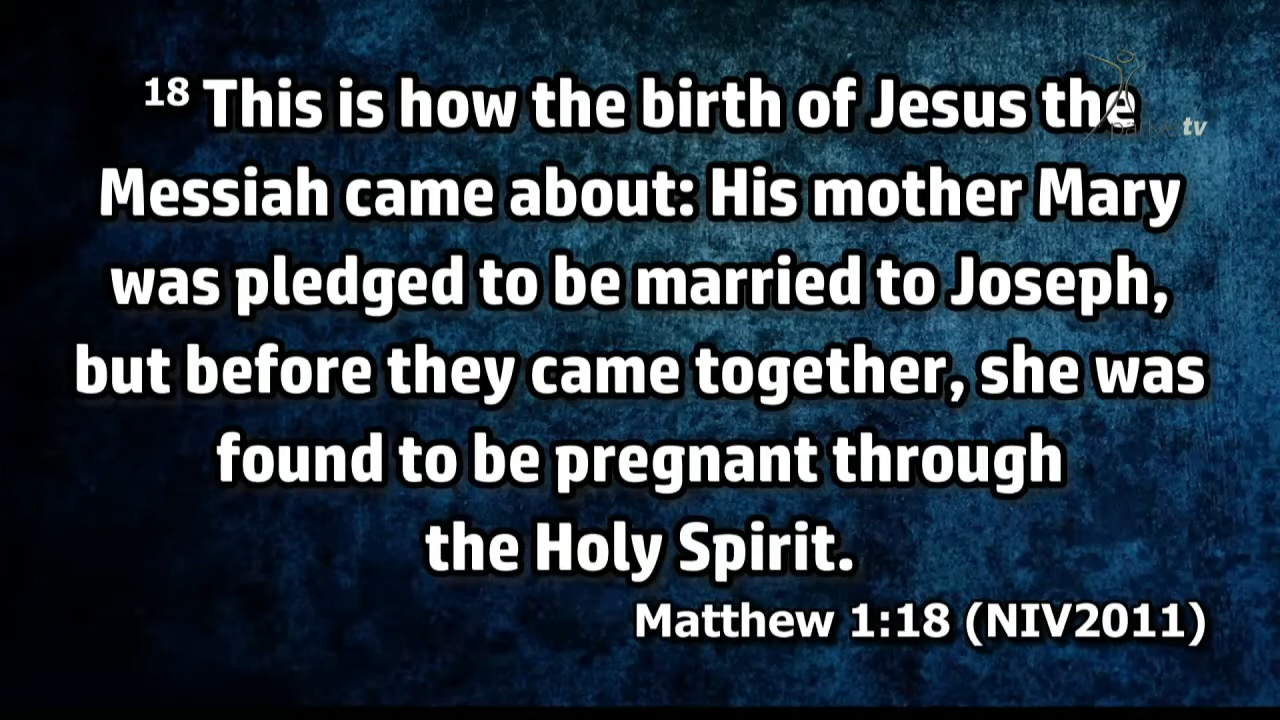 18 This is how the birth of Jesus the
Messiah came about: His mother Mary
was pledged to be married to Joseph,
but before they came together, she was
found to be pregnant through
the Holy Spirit.
Matthew 1:18 (NIV2011)
tv